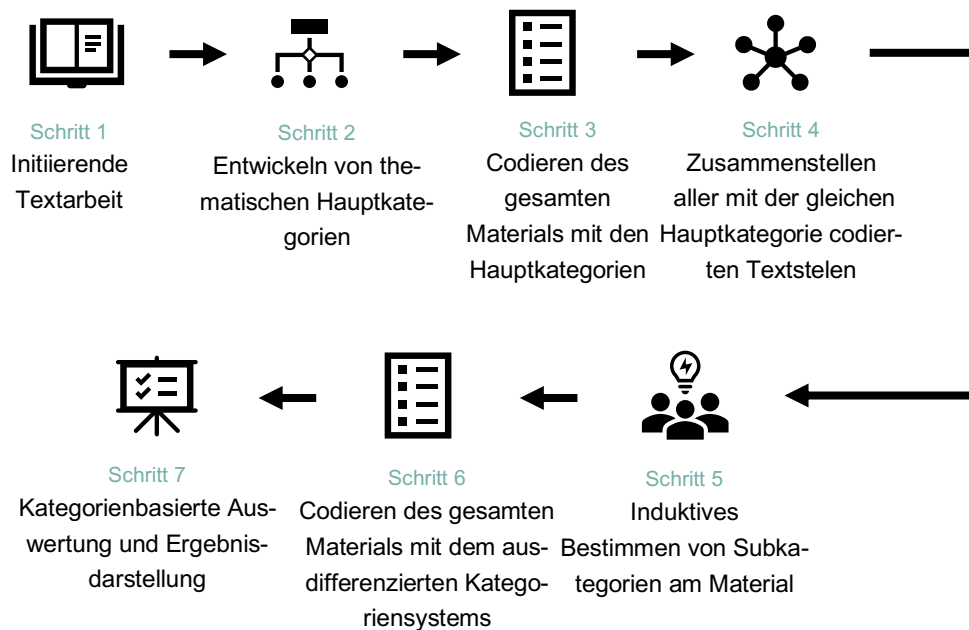 Schritt 1
Initiierende
Textarbeit
Schritt 2
Entwickeln von the-
matischen Hauptkate-
gorien
Schritt 3
Codieren des
gesamten
Materials mit den
Hauptkategorien
Schritt 4
Zusammenstellen
aller mit der gleichen
Hauptkategorie codier-
ten Textstelen
Schritt 5
Induktives
Bestimmen von Subka-
tegorien am Material
Schritt 6
Codieren des gesamten
Materials mit dem aus-
differenzierten Katego-
riensystems
Schritt 7
Kategorienbasierte Aus-
wertung und Ergebnis-
darstellung